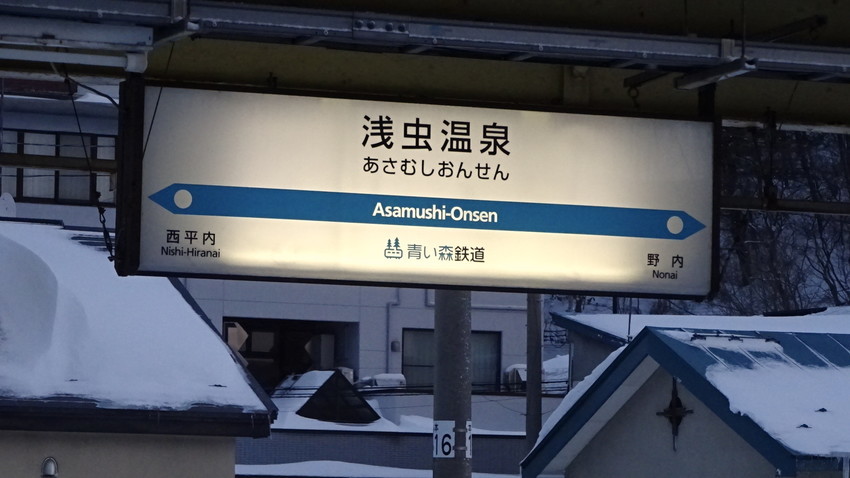 浅虫温泉
あさむしおんせん
Asamushi-Onsen
西平内
Nishi-Hiranai
青い森鉄道
野内
Nonai
16